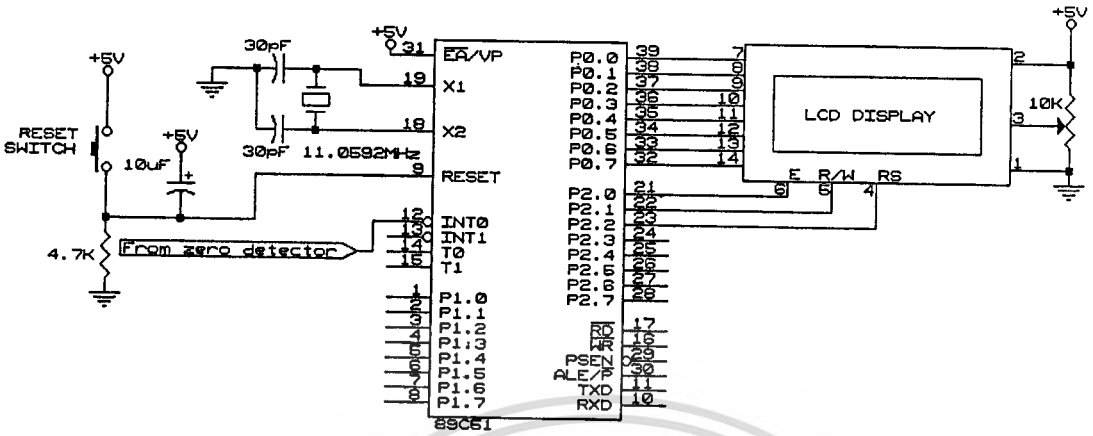 +5V
+5V
+5V
+5V
30pF
30pF
11.0592MHz
RESET
SWITCH
10uF
+
4.7K
From zero detector
31
EA/VP
19
X1
18
X2
9
RESET
12
INT0
13
INT1
14
T0
15
T1
1
P1.0
2
P1.1
3
P1.2
4
P1.3
5
P1.4
6
P1.5
7
P1.6
8
P1.7
P0.0
39
P0.1
38
P0.2
37
P0.3
36
P0.4
35
P0.5
34
P0.6
33
P0.7
32
P2.0
21
P2.1
22
P2.2
23
P2.3
24
P2.4
25
P2.5
26
P2.6
27
P2.7
28
RD
17
WR
16
PSEN
29
ALE/P
30
TXD
11
RXD
10
89C51
7
8
9
10
11
12
13
14
LCD DISPLAY
E
R/W
RS
6
5
4
2
3
1
10K